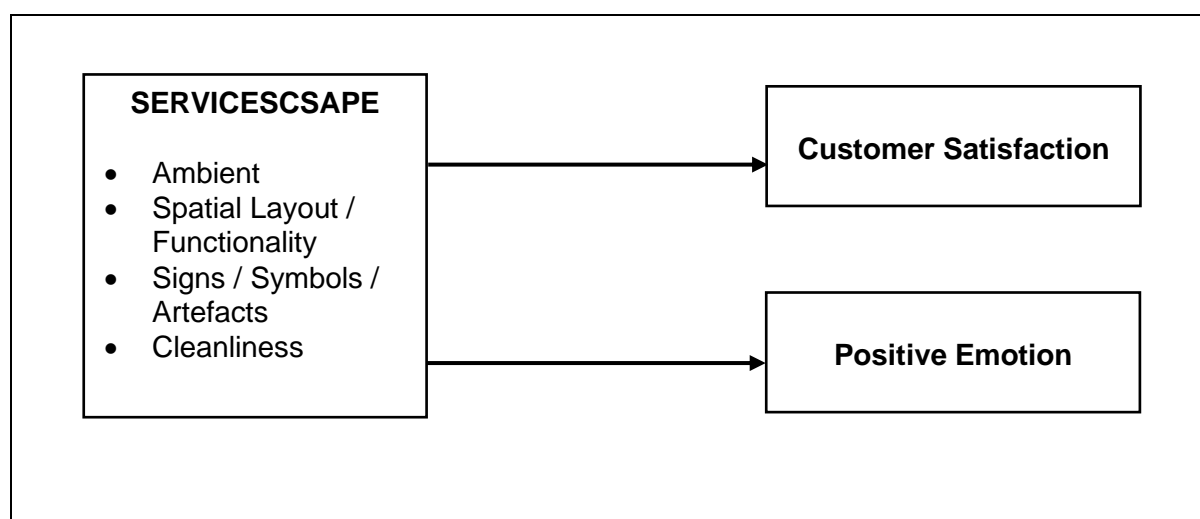 SERVICESCSAPE
• Ambient
• Spatial Layout /
Functionality
• Signs / Symbols /
Artefacts
• Cleanliness
Customer Satisfaction
Positive Emotion